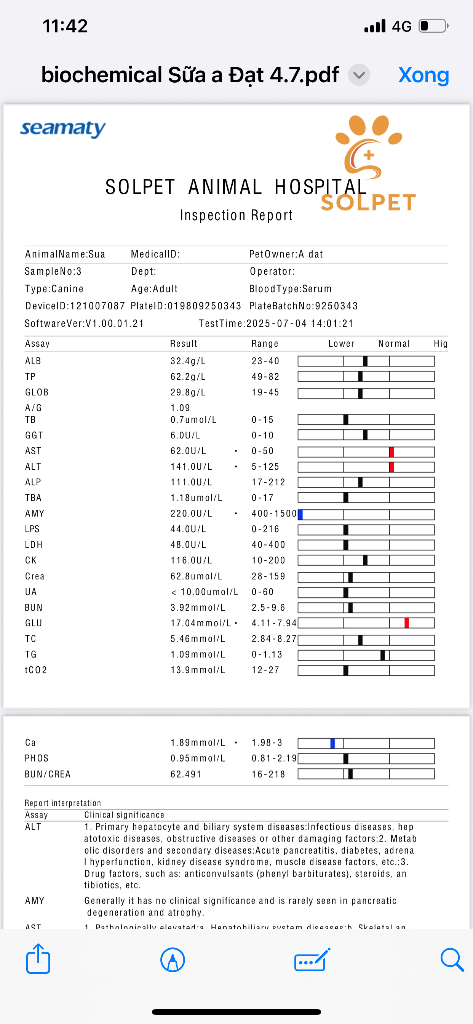 11:42
4G
biochemical Sữa a Đạt 4.7.pdf
Xong
seamaty
SOLPET ANIMAL HOSPITAL
SOLPET
Inspection Report
AnimalName:Sua MedicalID: PetOwner:A dat
SampleNo:3 Dept: Operator:
Type:Canine Age:Adult BloodType:Serum
DeviceID:121007087 PlateID:019809250343 PlateBatchNo:9250343
SoftwareVer:V1.00.01.21 TestTime:2025-07-04 14:01:21
Assay Result Range Lower Normal Hig
ALB 32.4g/L 23-40
TP 62.2g/L 49-82
GLOB 29.8g/L 19-45
A/G 1.09
TB 0.7umol/L 0-15
GGT 6.0U/L 0-10
AST 62.0U/L • 0-50
ALT 141.0U/L • 5-125
ALP 111.0U/L 17-212
TBA 1.18umol/L 0-17
AMY 220.0U/L • 400-1500
LPS 44.0U/L 0-216
LDH 48.0U/L 40-400
CK 116.0U/L 10-200
Crea 62.8umol/L 28-159
UA < 10.00umol/L 0-60
BUN 3.92mmol/L 2.5-9.6
GLU 17.04mmol/L • 4.11-7.94
TC 5.46mmol/L 2.84-8.27
TG 1.09mmol/L 0-1.13
tCO2 13.9mmol/L 12-27
Ca 1.89mmol/L • 1.98-3
PHOS 0.95mmol/L 0.81-2.19
BUN/CREA 62.491 16-218
Report interpretation
Assay Clinical significance
ALT 1. Primary hepatocyte and biliary system diseases:Infectious diseases, hep
atotoxic diseases, obstructive diseases or other damaging factors;2. Metab
olic disorders and secondary diseases:Acute pancreatitis, diabetes, adrena
l hyperfunction, kidney disease syndrome, muscle disease factors, etc.;3.
Drug factors, such as: anticonvulsants (phenyl barbiturates), steroids, an
tibiotics, etc.
AMY Generally it has no clinical significance and is rarely seen in pancreatic
degeneration and atrophy.
AST 1. Pathologically elevated:a. Hepatobiliary system diseases;b. Skeletal an